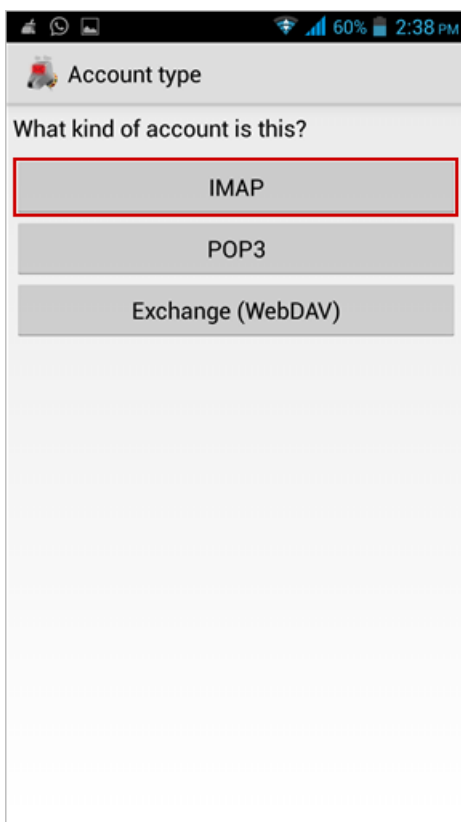 60% 2:38 PM
Account type
What kind of account is this?
IMAP
POP3
Exchange (WebDAV)